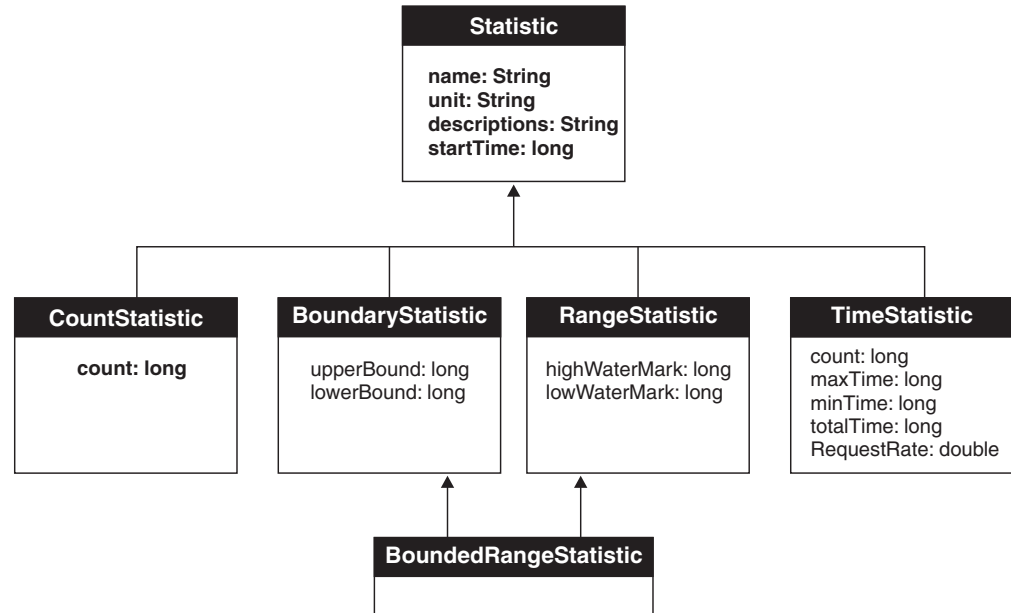 Statistic
name: String
unit: String
descriptions: String
startTime: long
CountStatistic
count: long
BoundaryStatistic
upperBound: long
lowerBound: long
RangeStatistic
highWaterMark: long
lowWaterMark: long
TimeStatistic
count: long
maxTime: long
minTime: long
totalTime: long
RequestRate: double
BoundedRangeStatistic